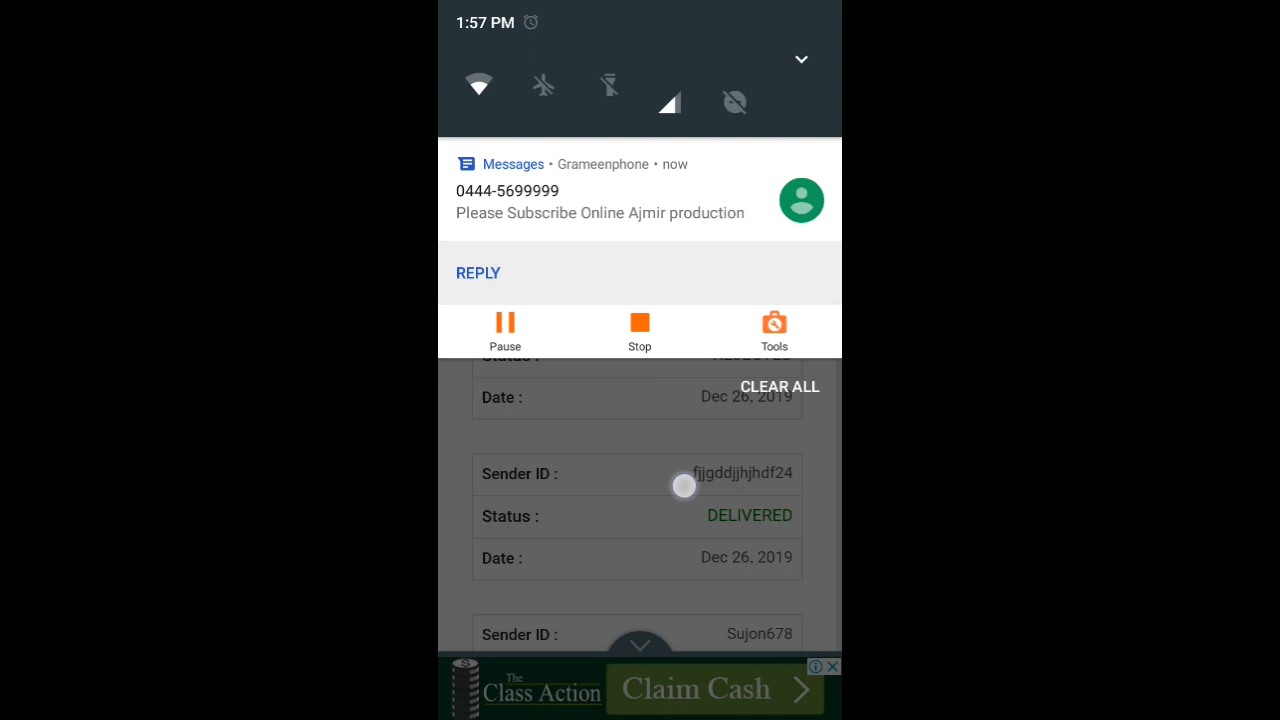 1:57 PM
Messages • Grameenphone • now
0444-5699999
Please Subscribe Online Ajmir production
REPLY
Pause Stop Tools
Status :
CLEAR ALL
Date : Dec 26, 2019
Sender ID : fjjgddjjhjhdf24
Status : DELIVERED
Date : Dec 26, 2019
Sender ID : Sujon678
The Class Action Claim Cash